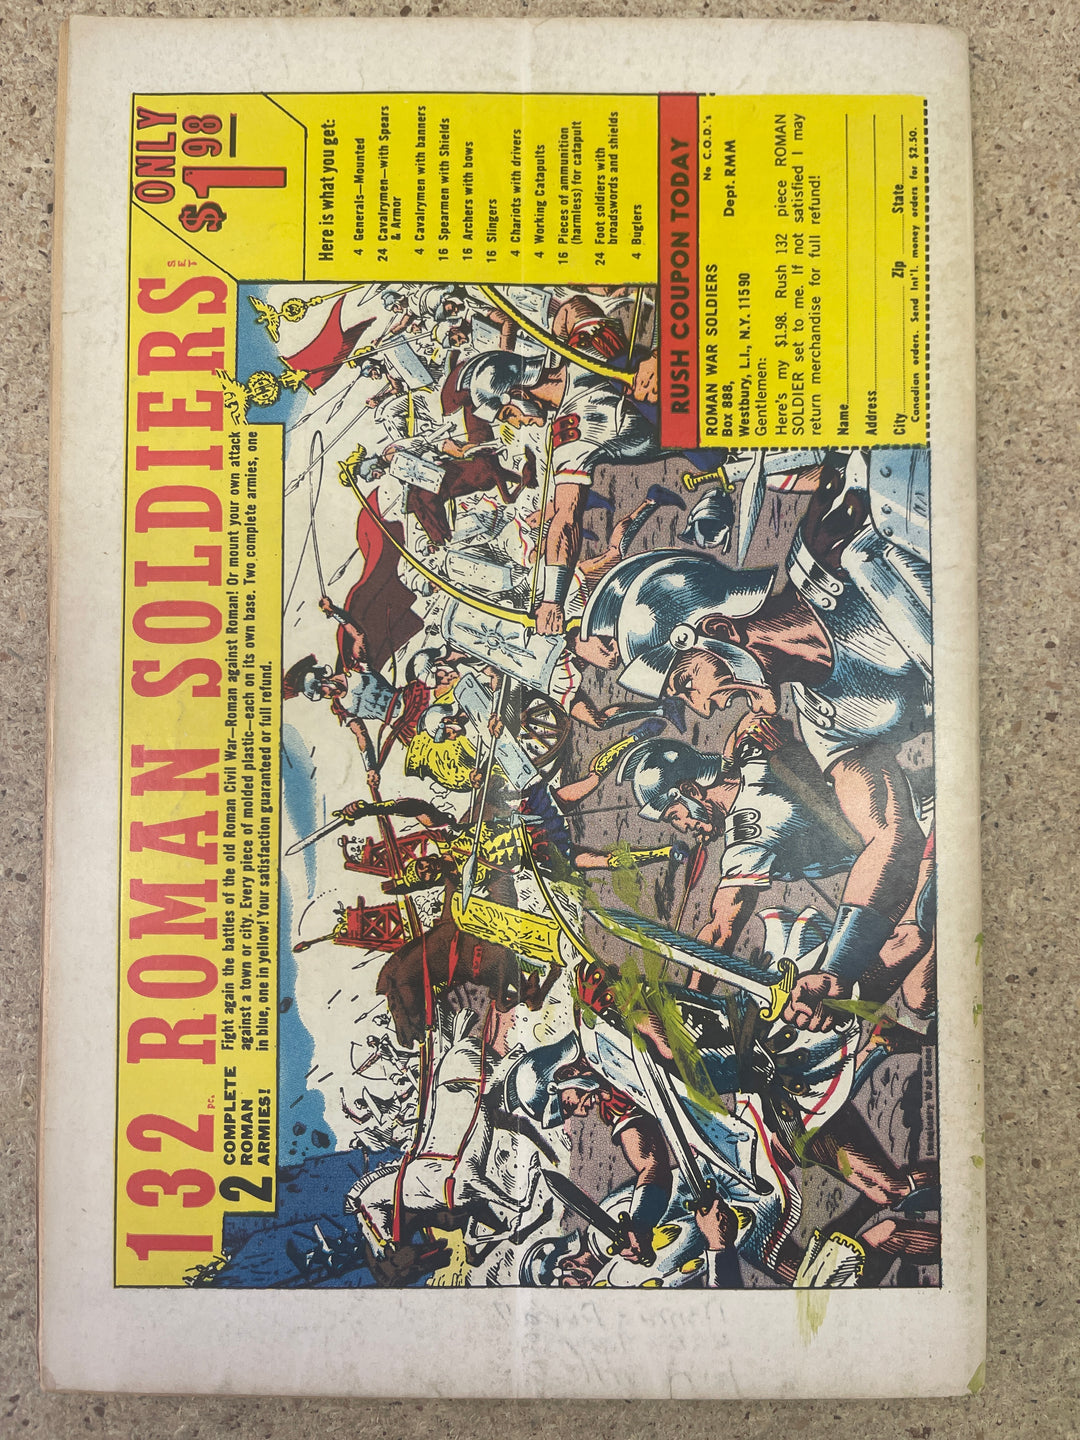 132 pc. ROMAN SOLDIERS SET
ONLY
$1 98
2 COMPLETE
ROMAN
ARMIES!
Fight again the battles of the old Roman Civil War—Roman against Roman! Or mount your own attack
against a town or city. Every piece of molded plastic—each on its own base. Two complete armies, one
in blue, one in yellow! Your satisfaction guaranteed or full refund.
Here is what you get:
4 Generals—Mounted
24 Cavalrymen—with Spears
& Armor
4 Cavalrymen with banners
16 Spearmen with Shields
16 Archers with bows
16 Slingers
4 Chariots with drivers
4 Working Catapults
16 Pieces of ammunition
(harmless) for catapult
24 Foot soldiers with
broadswords and shields
4 Buglers
RUSH COUPON TODAY
ROMAN WAR SOLDIERS No C.O.D.'s
Box 888, Dept. RMM
Westbury, L.I., N.Y. 11590
Gentlemen:
Here's my $1.98. Rush 132 piece ROMAN
SOLDIER set to me. If not satisfied I may
return merchandise for full refund!
Name
Address
City Zip State
Canadian orders. Send Int'l. money orders for $2.50.
Imaginary War Scene